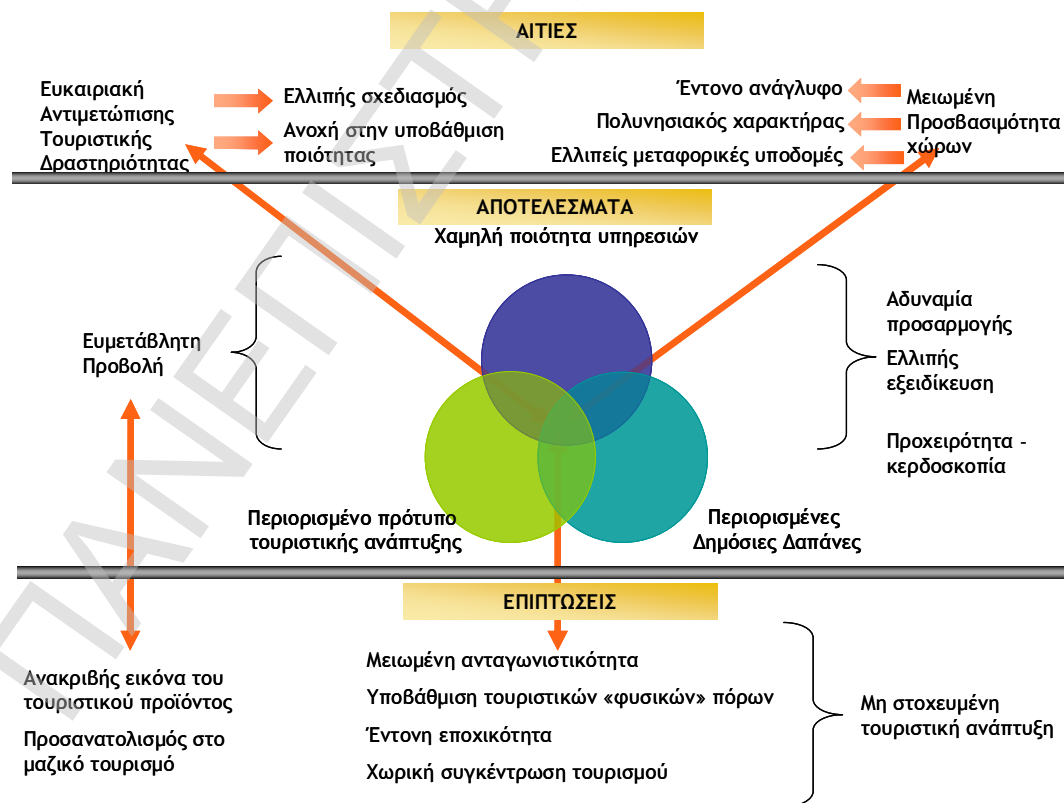 ΑΙΤΙΕΣ
Ευκαιριακή
Αντιμετώπισης
Τουριστικής
Δραστηριότητας
Ελλιπής σχεδιασμός
Ανοχή στην υποβάθμιση
ποιότητας
Έντονο ανάγλυφο
Πολυνησιακός χαρακτήρας
Ελλιπείς μεταφορικές υποδομές
Μειωμένη
Προσβασιμότητα
χώρων
ΑΠΟΤΕΛΕΣΜΑΤΑ
Χαμηλή ποιότητα υπηρεσιών
Ευμετάβλητη
Προβολή
Αδυναμία
προσαρμογής
Ελλιπής
εξειδίκευση
Προχειρότητα -
κερδοσκοπία
Περιορισμένο πρότυπο
τουριστικής ανάπτυξης
Περιορισμένες
Δημόσιες Δαπάνες
ΕΠΙΠΤΩΣΕΙΣ
Ανακριβής εικόνα του
τουριστικού προϊόντος
Προσανατολισμός στο
μαζικό τουρισμό
Μειωμένη ανταγωνιστικότητα
Υποβάθμιση τουριστικών «φυσικών» πόρων
Έντονη εποχικότητα
Χωρική συγκέντρωση τουρισμού
Μη στοχευμένη
τουριστική ανάπτυξη